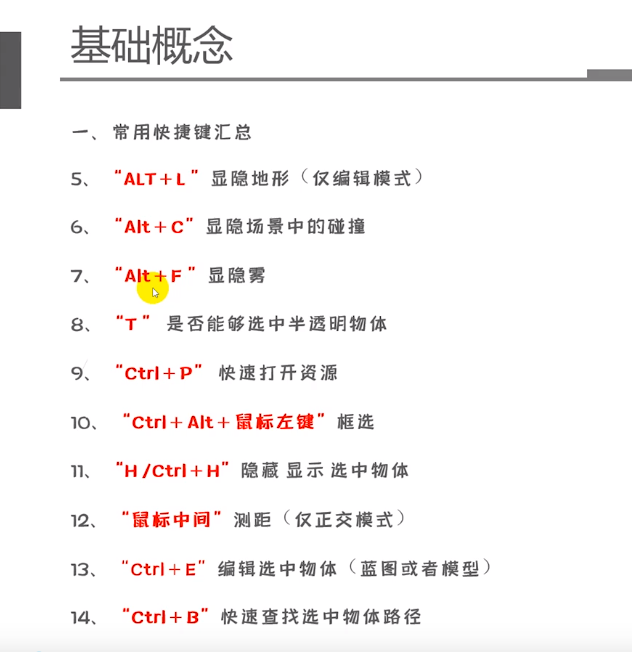 基础概念
一、常用快捷键汇总
5、“ALT＋L ”显隐地形（仅编辑模式）
6、“Alt＋C”显隐场景中的碰撞
7、“Alt＋F ”显隐雾
8、“T ” 是否能够选中半透明物体
9、“Ctrl＋P” 快速打开资源
10、“Ctrl＋Alt＋鼠标左键”框选
11、“H /Ctrl＋H”隐藏 显示 选中物体
12、“鼠标中间”测距（仅正交模式）
13、“Ctrl＋E”编辑选中物体（蓝图或者模型）
14、“Ctrl＋B”快速查找选中物体路径